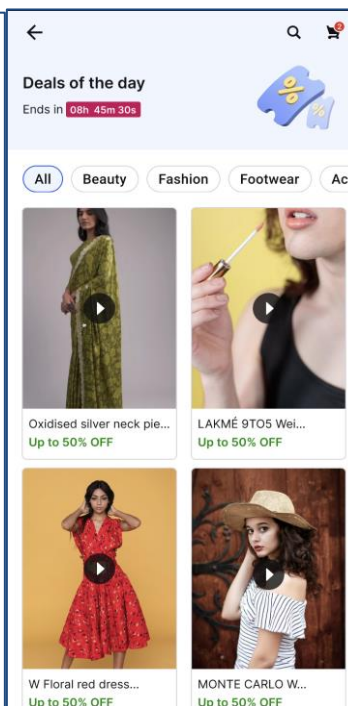 2
Deals of the day
Ends in 08h 45m 30s
%
%
All Beauty Fashion Footwear Ac
Oxidised silver neck pie... LAKMÉ 9TO5 Wei...
Up to 50% OFF Up to 50% OFF
W Floral red dress... MONTE CARLO W...
Up to 50% OFF Up to 50% OFF